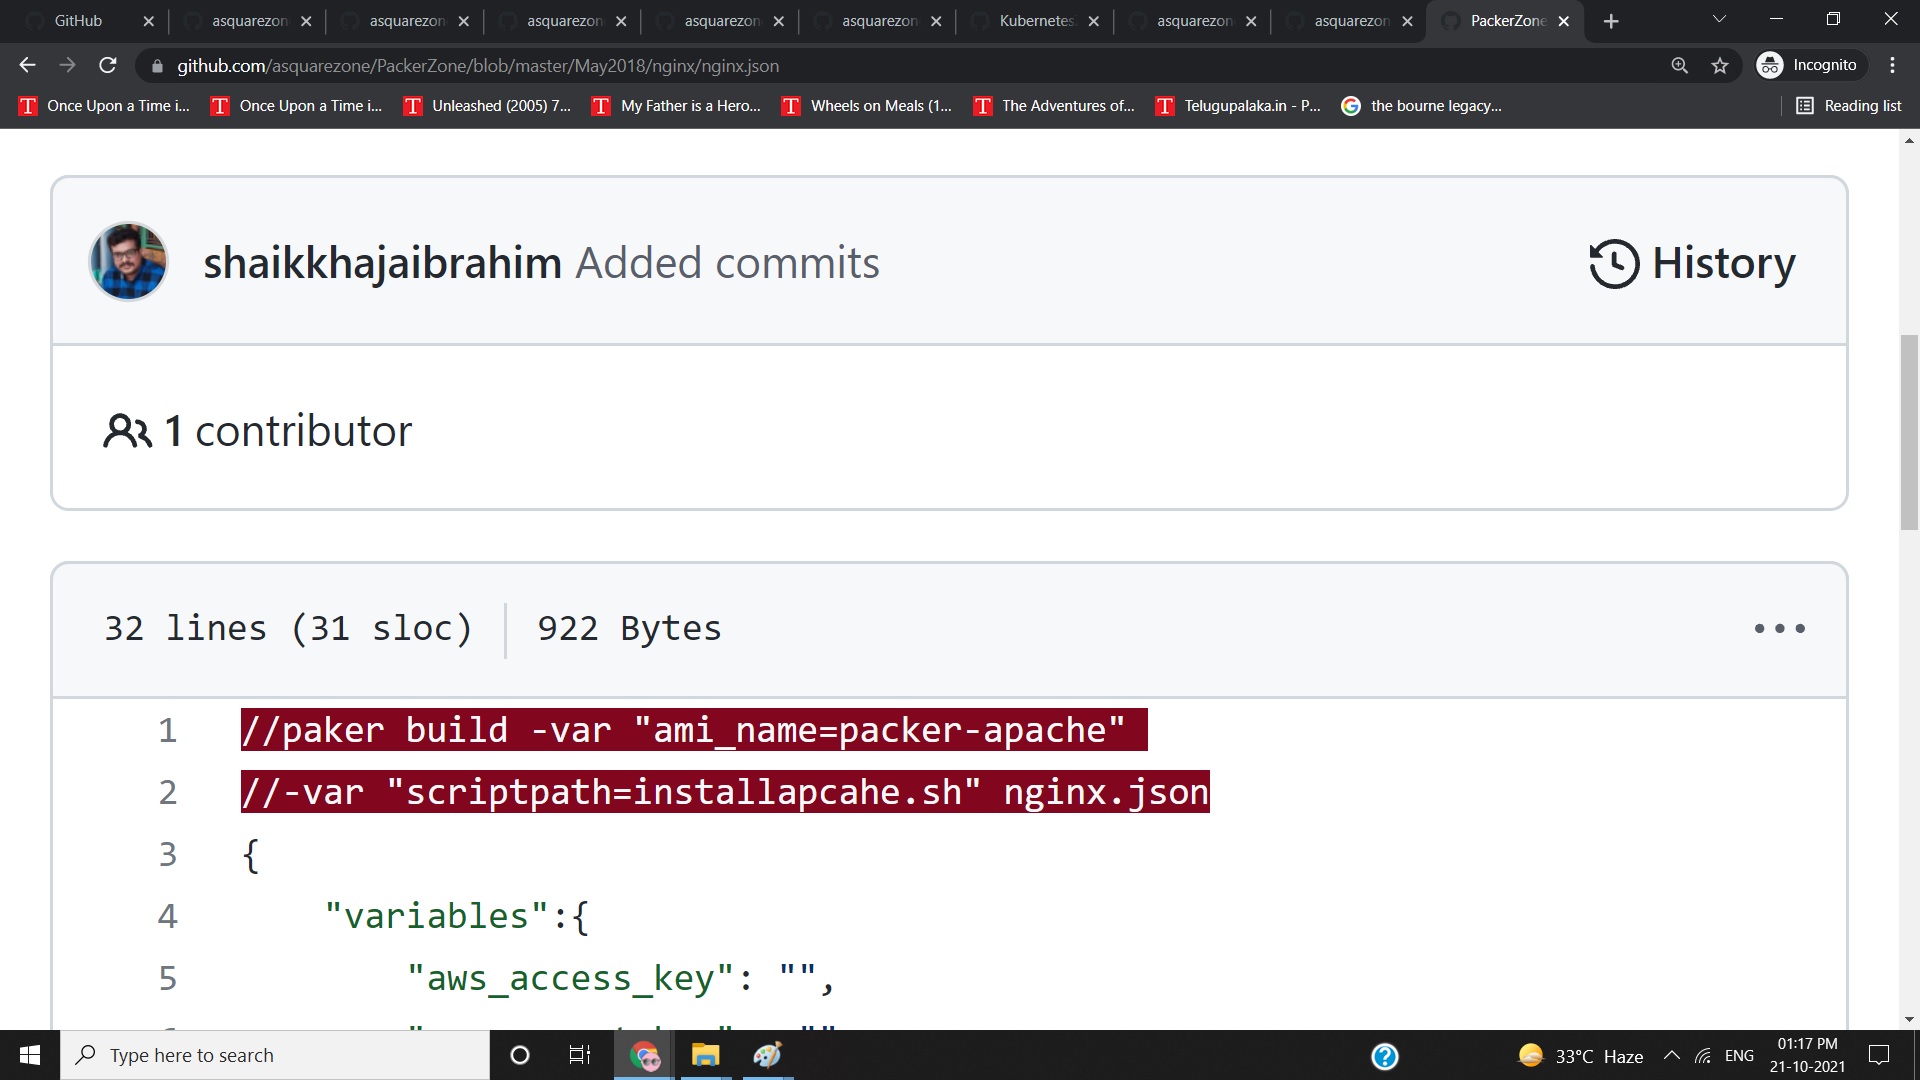 GitHub
asquarezon
asquarezon
asquarezon
asquarezon
asquarezon
Kubernetes
asquarezon
asquarezon
PackerZone
github.com/asquarezone/PackerZone/blob/master/May2018/nginx/nginx.json
Incognito
Once Upon a Time i...
Once Upon a Time i...
Unleashed (2005) 7...
My Father is a Hero...
Wheels on Meals (1...
The Adventures of...
Telugupalaka.in - P...
the bourne legacy...
Reading list
shaikkhajaibrahim Added commits
History
1 contributor
32 lines (31 sloc)
922 Bytes
1 //paker build -var "ami_name=packer-apache"
2 //-var "scriptpath=installapcahe.sh" nginx.json
3 {
4 "variables":{
5 "aws_access_key": "",
Type here to search
33°C Haze
ENG
01:17 PM
21-10-2021